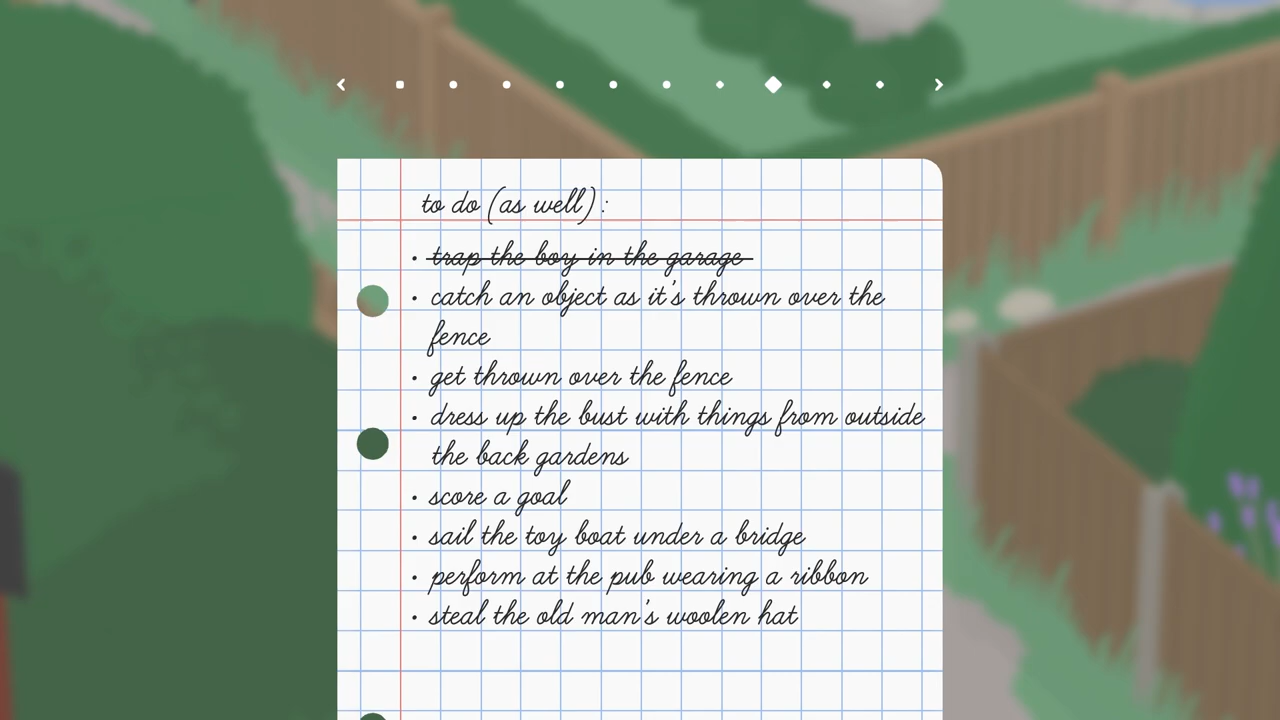 to do (as well):
• trap the boy in the garage
• catch an object as it's thrown over the
fence
• get thrown over the fence
• dress up the bust with things from outside
the back gardens
• score a goal
• sail the toy boat under a bridge
• perform at the pub wearing a ribbon
• steal the old man's woolen hat